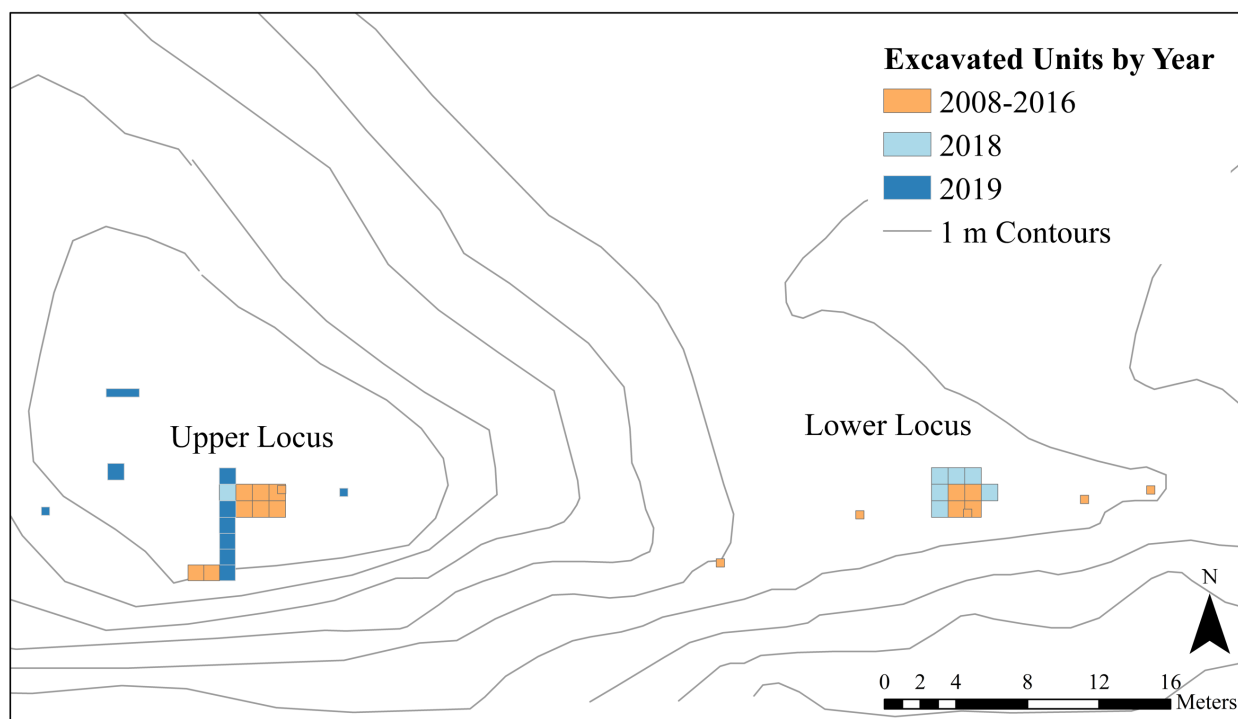 Excavated Units by Year
2008-2016
2018
2019
1 m Contours
Upper Locus
Lower Locus
N
0 2 4 8 12 16
Meters